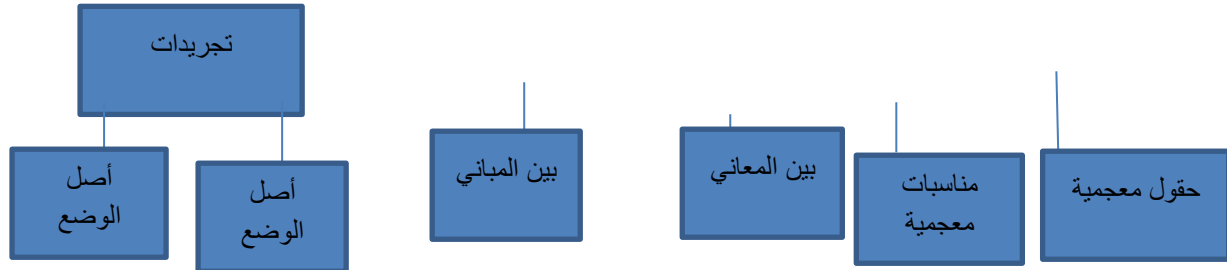 تجريدات
حقول معجمية
مناسبات
معجمية
بين المعاني
بين المباني
أصل
الوضع
أصل
الوضع